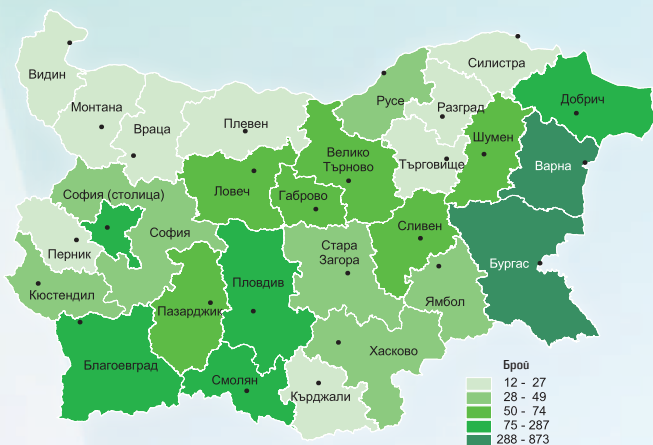 Видин
Силистра
Монтана
Русе
Разград
Добрич
Враца
Плевен
Шумен
Велико
Търново
Търговище
Варна
София (столица)
Ловеч
Габрово
София
Сливен
Перник
Стара
Загора
Бургас
Кюстендил
Пловдив
Ямбол
Пазарджик
Хасково
Благоевград
Смолян
Кърджали
Брой
12 - 27
28 - 49
50 - 74
75 - 287
288 - 873